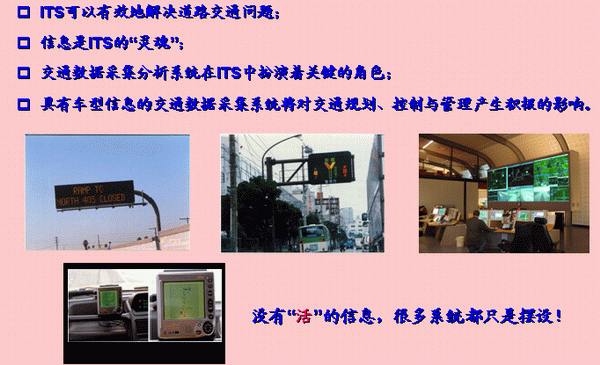 ITS可以有效地解决道路交通问题；
信息是ITS的“灵魂”；
交通数据采集分析系统在ITS中扮演着关键的角色；
具有车型信息的交通数据采集系统将对交通规划、控制与管理产生积极的影响。
RAMP TO
NORTH 405 CLOSED
没有“活”的信息，很多系统都只是摆设！